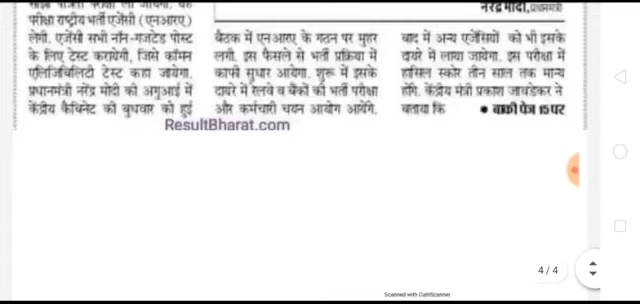 नरेंद्र मोदी, प्रधानमंत्री
परीक्षा राष्ट्रीय भर्ती एजेंसी (एनआरए)
लेगी. एजेंसी सभी नॉन-गजटेड पोस्ट
के लिए टेस्ट करायेगी, जिसे कॉमन
एलिजिबिलिटी टेस्ट कहा जायेगा.
प्रधानमंत्री नरेंद्र मोदी की अगुआई में
केंद्रीय कैबिनेट की बुधवार को हुई
बैठक में एनआरए के गठन पर मुहर
लगी. इस फैसले से भर्ती प्रक्रिया में
काफी सुधार आयेगा. शुरू में इसके
दायरे में रेलवे व बैंकों की भर्ती परीक्षा
और कर्मचारी चयन आयोग आयेंगे.
बाद में अन्य एजेंसियों को भी इसके
दायरे में लाया जायेगा. इस परीक्षा में
हासिल स्कोर तीन साल तक मान्य
होंगे. केंद्रीय मंत्री प्रकाश जावडेकर ने
बताया कि ● बाकी पेज 15 पर
ResultBharat.com
4 / 4
Scanned with CamScanner